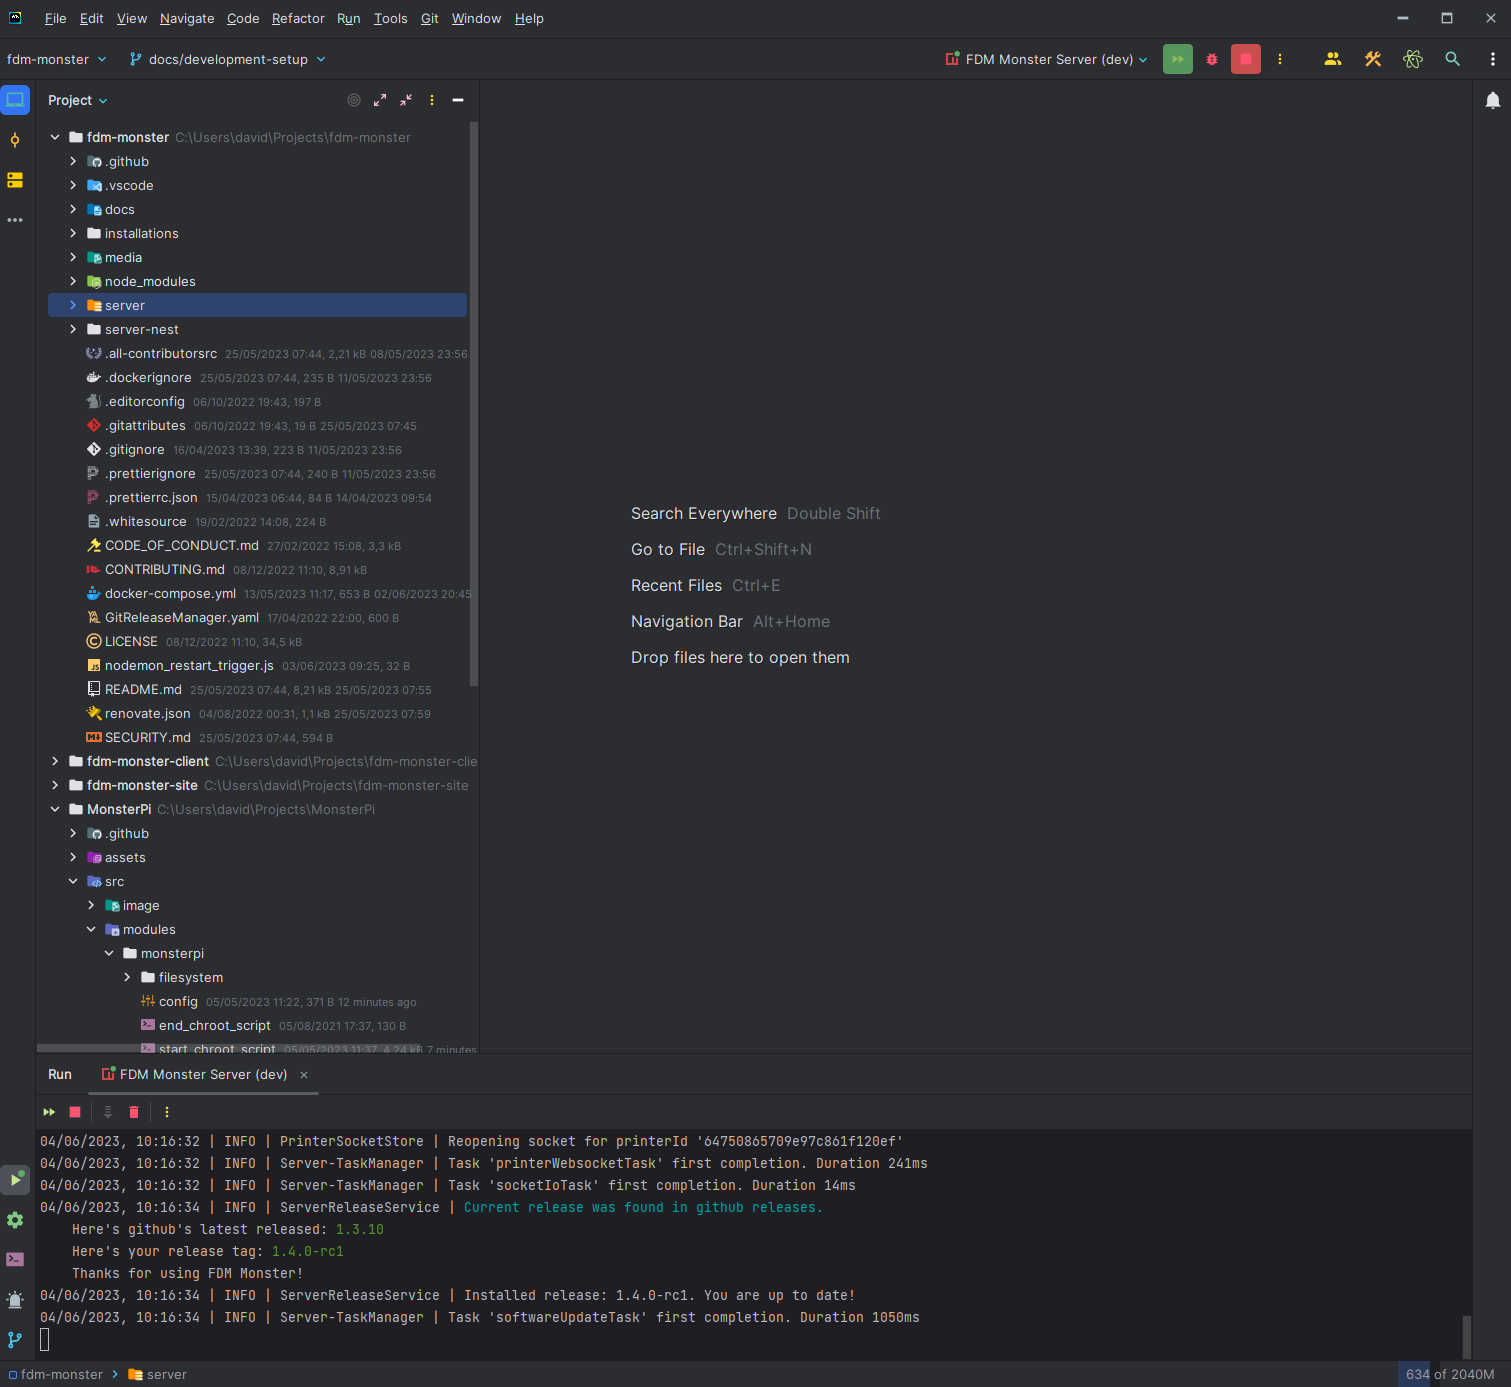 File Edit View Navigate Code Refactor Run Tools Git Window Help
fdm-monster docs/development-setup FDM Monster Server (dev)
Project
fdm-monster C:\Users\david\Projects\fdm-monster
.github
.vscode
docs
installations
media
node_modules
server
server-nest
.all-contributorsrc 25/05/2023 07:44, 2,21 kB 08/05/2023 23:56
.dockerignore 25/05/2023 07:44, 235 B 11/05/2023 23:56
.editorconfig 06/10/2022 19:43, 197 B
.gitattributes 06/10/2022 19:43, 19 B 25/05/2023 07:45
.gitignore 16/04/2023 13:39, 223 B 11/05/2023 23:56
.prettierignore 25/05/2023 07:44, 240 B 11/05/2023 23:56
.prettierrc.json 15/04/2023 06:44, 84 B 14/04/2023 09:54
.whitesource 19/02/2022 14:08, 224 B
CODE_OF_CONDUCT.md 27/02/2022 15:08, 3,3 kB
CONTRIBUTING.md 08/12/2022 11:10, 8,91 kB
docker-compose.yml 13/05/2023 11:17, 653 B 02/06/2023 20:45
GitReleaseManager.yaml 17/04/2022 22:00, 600 B
LICENSE 08/12/2022 11:10, 34,5 kB
nodemon_restart_trigger.js 03/06/2023 09:25, 32 B
README.md 25/05/2023 07:44, 8,21 kB 25/05/2023 07:55
renovate.json 04/08/2022 00:31, 1,1 kB 25/05/2023 07:59
SECURITY.md 25/05/2023 07:44, 594 B
fdm-monster-client C:\Users\david\Projects\fdm-monster-clie
fdm-monster-site C:\Users\david\Projects\fdm-monster-site
MonsterPi C:\Users\david\Projects\MonsterPi
.github
assets
src
image
modules
monsterpi
filesystem
config 05/05/2023 11:22, 371 B 12 minutes ago
end_chroot_script 05/08/2021 17:37, 130 B
start_chroot_script 05/05/2023 11:37, 4,24 kB 7 minutes
Search Everywhere Double Shift
Go to File Ctrl+Shift+N
Recent Files Ctrl+E
Navigation Bar Alt+Home
Drop files here to open them
Run FDM Monster Server (dev)
04/06/2023, 10:16:32 | INFO | PrinterSocketStore | Reopening socket for printerId '64750865709e97c861f120ef'
04/06/2023, 10:16:32 | INFO | Server-TaskManager | Task 'printerWebsocketTask' first completion. Duration 241ms
04/06/2023, 10:16:32 | INFO | Server-TaskManager | Task 'socketIoTask' first completion. Duration 14ms
04/06/2023, 10:16:34 | INFO | ServerReleaseService | Current release was found in github releases.
Here's github's latest released: 1.3.10
Here's your release tag: 1.4.0-rc1
Thanks for using FDM Monster!
04/06/2023, 10:16:34 | INFO | ServerReleaseService | Installed release: 1.4.0-rc1. You are up to date!
04/06/2023, 10:16:34 | INFO | Server-TaskManager | Task 'softwareUpdateTask' first completion. Duration 1050ms
fdm-monster server 634 of 2040M